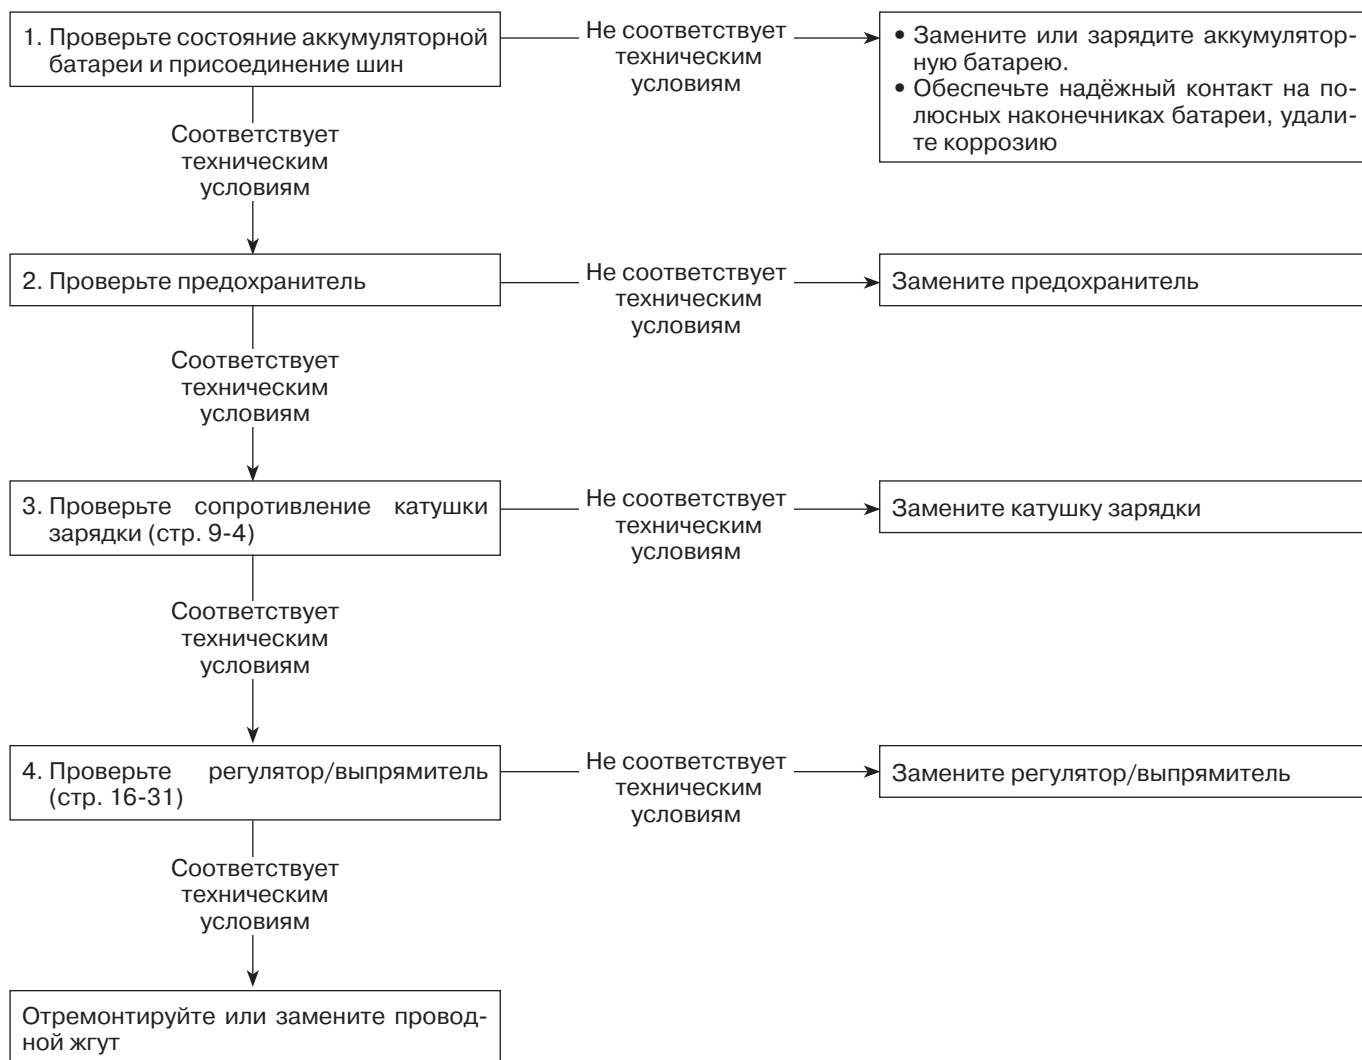 1. Проверьте состояние аккумуляторной
батареи и присоединение шин
Не соответствует
техническим
условиям
• Замените или зарядите аккумулятор-
ную батарею.
• Обеспечьте надёжный контакт на по-
люсных наконечниках батареи, удали-
те коррозию
Соответствует
техническим
условиям
2. Проверьте предохранитель
Не соответствует
техническим
условиям
Замените предохранитель
Соответствует
техническим
условиям
3. Проверьте сопротивление катушки
зарядки (стр. 9-4)
Не соответствует
техническим
условиям
Замените катушку зарядки
Соответствует
техническим
условиям
4. Проверьте регулятор/выпрямитель
(стр. 16-31)
Не соответствует
техническим
условиям
Замените регулятор/выпрямитель
Соответствует
техническим
условиям
Отремонтируйте или замените провод-
ной жгут